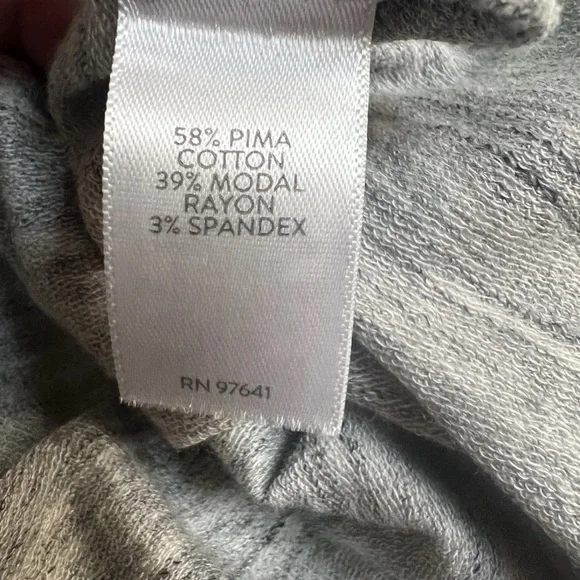 58% PIMA
COTTON
39% MODAL
RAYON
3% SPANDEX
RN 97641